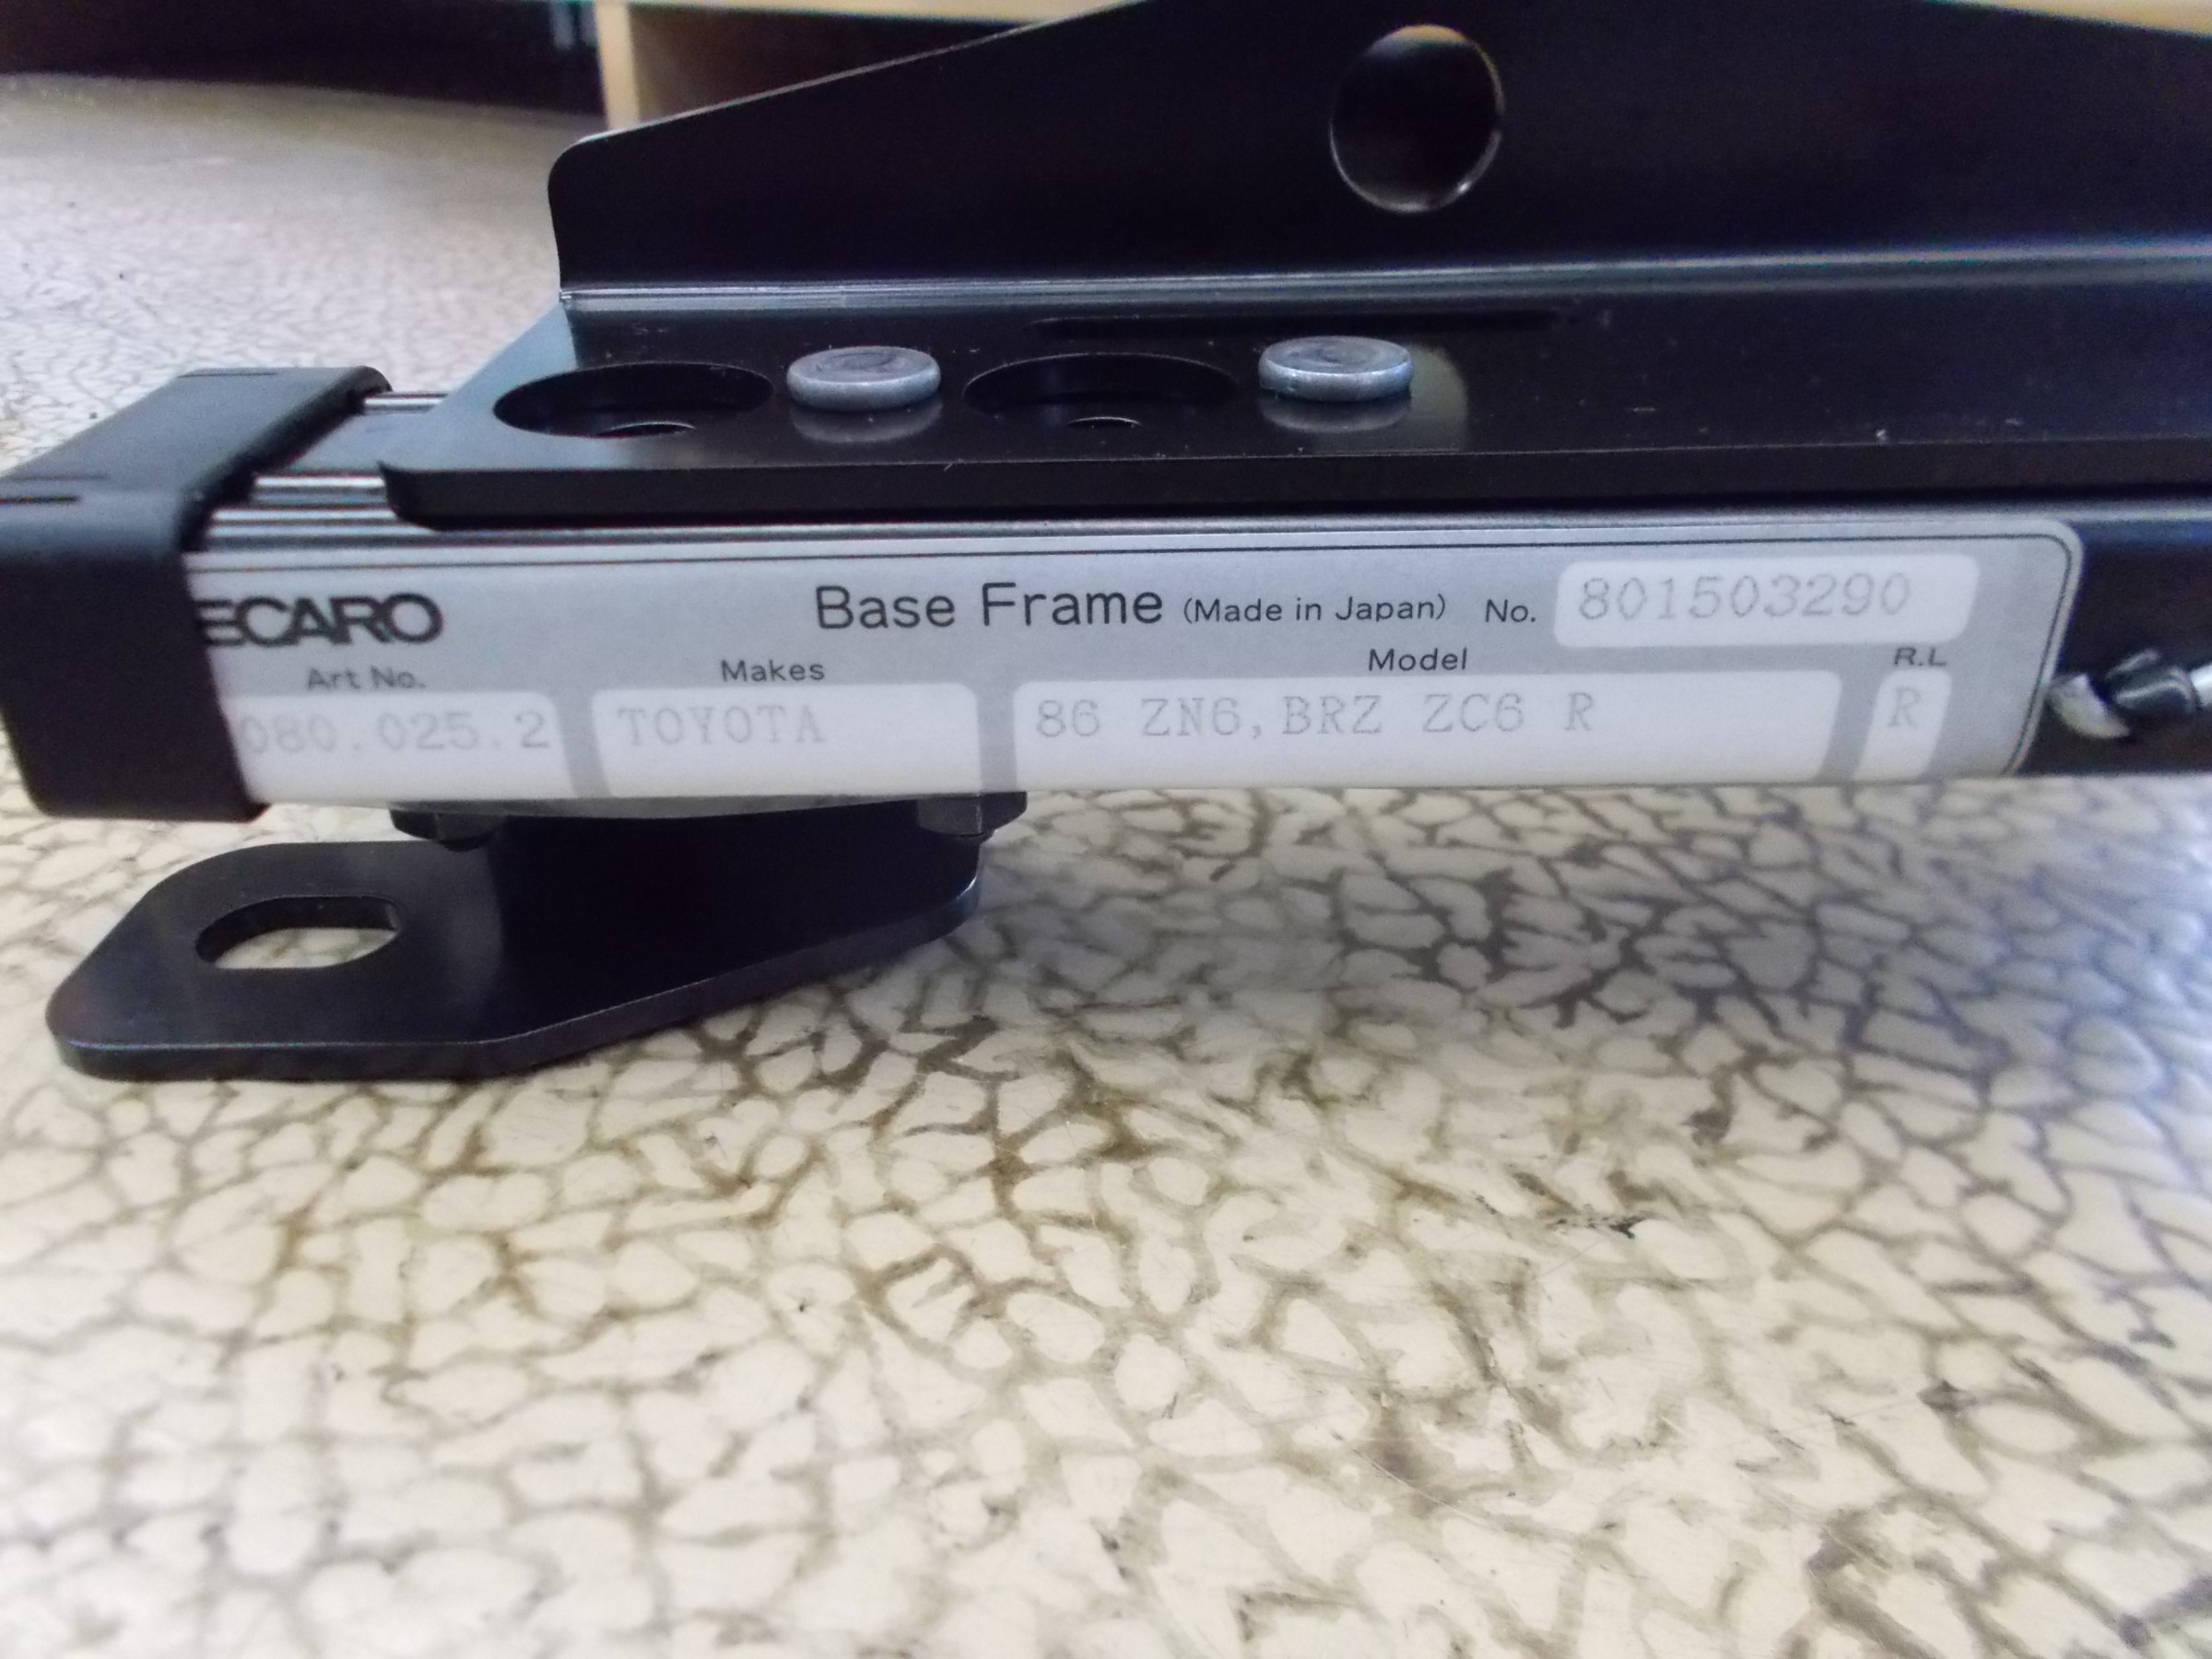 ECARO Base Frame (Made in Japan) No. 801503290
Art No. Makes Model R.L
080.025.2 TOYOTA 86 ZN6,BRZ ZC6 R R